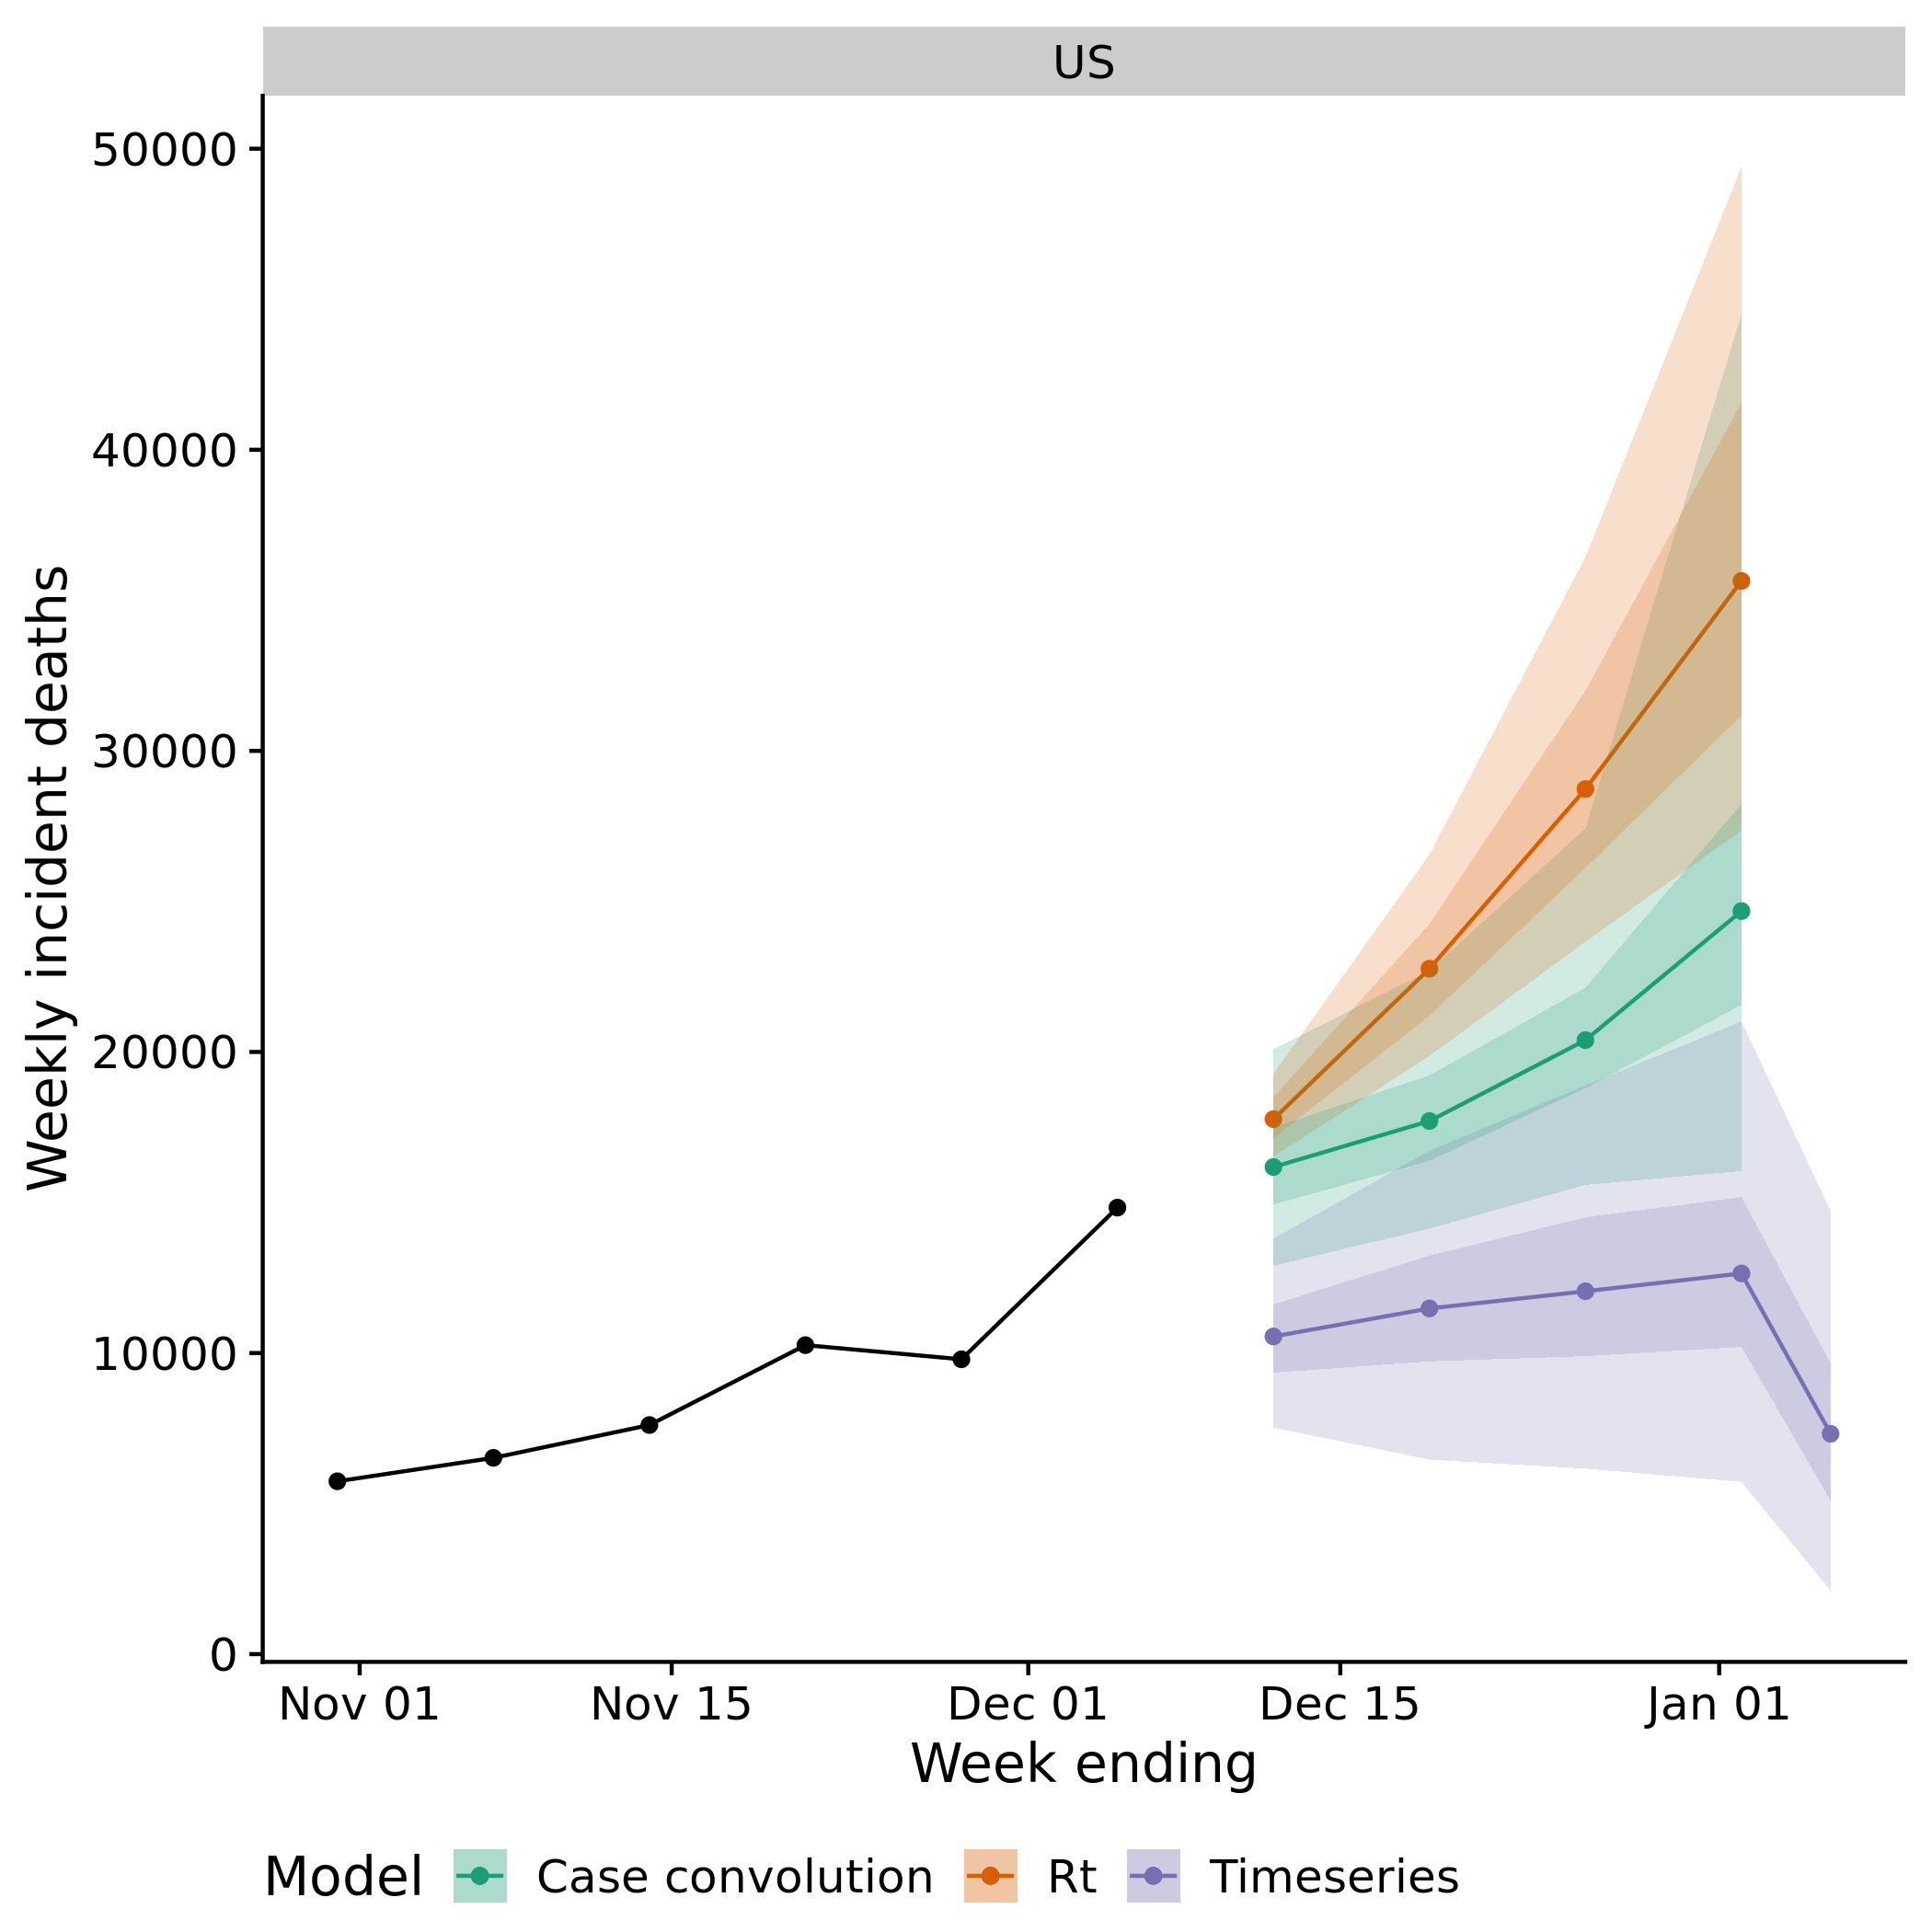 US
Weekly incident deaths
50000
40000
30000
20000
10000
0
Nov 01 Nov 15 Dec 01 Dec 15 Jan 01
Week ending
Model Case convolution Rt Timeseries